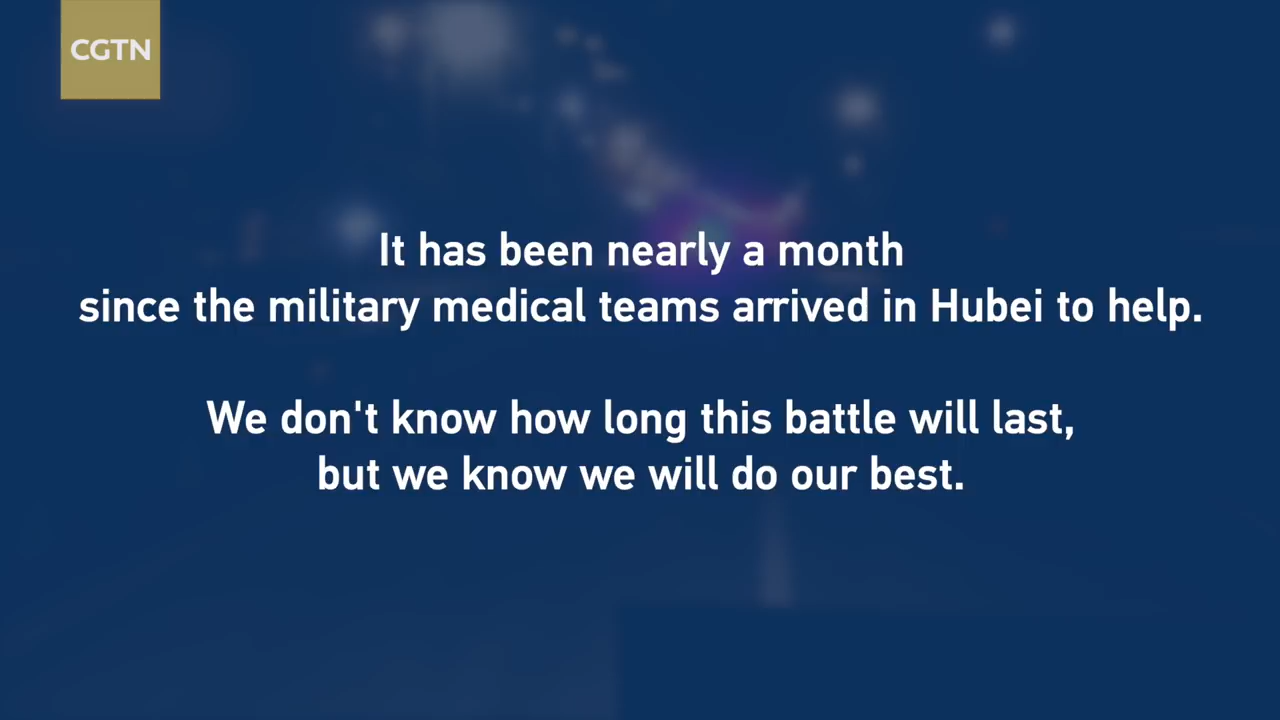 CGTN
It has been nearly a month
since the military medical teams arrived in Hubei to help.
We don't know how long this battle will last,
but we know we will do our best.